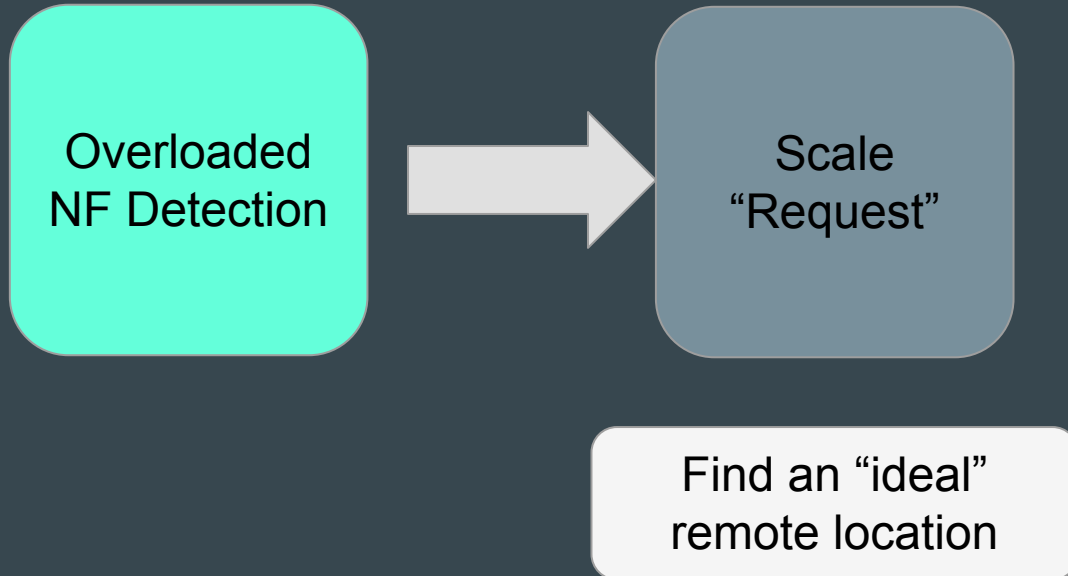 Overloaded
NF Detection
Scale
“Request”
Find an “ideal”
remote location